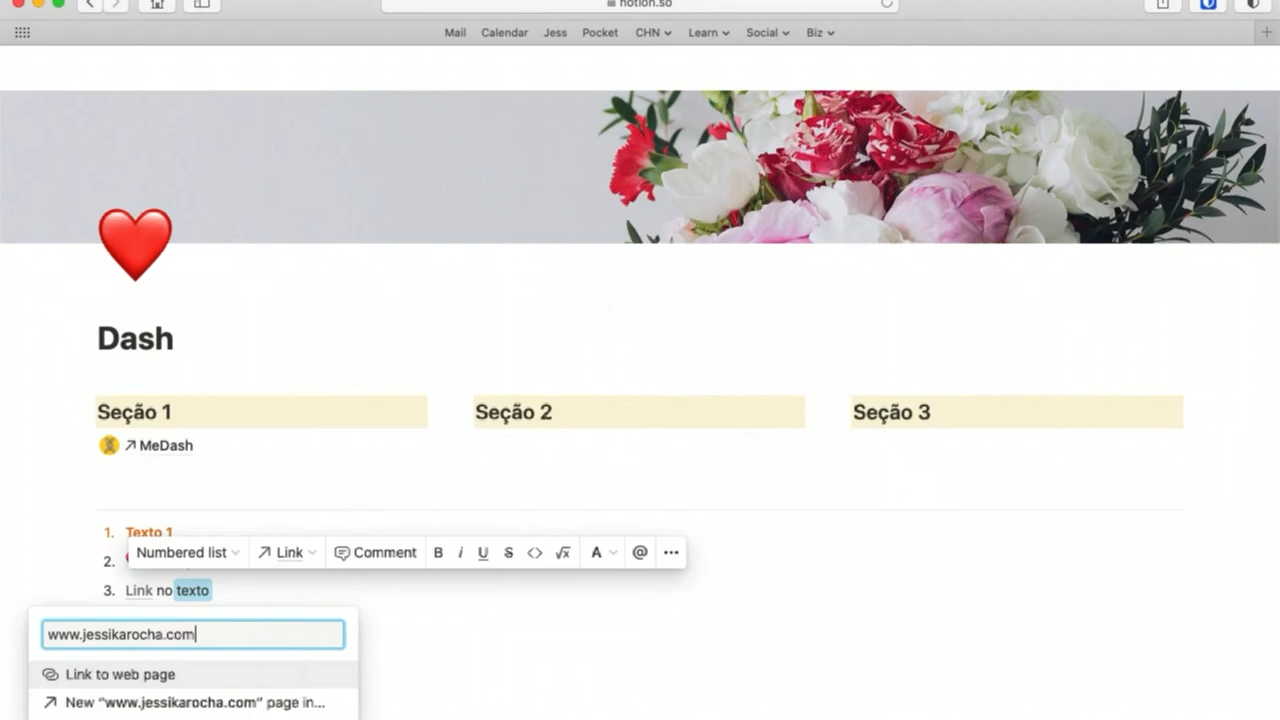 notion.so
Mail Calendar Jess Pocket CHN Learn Social Biz
Dash
Seção 1 Seção 2 Seção 3
MeDash
1. Texto 1
Numbered list Link Comment B i U S <> √x A @ •••
2.
3. Link no texto
www.jessikarocha.com
Link to web page
New “www.jessikarocha.com” page in...